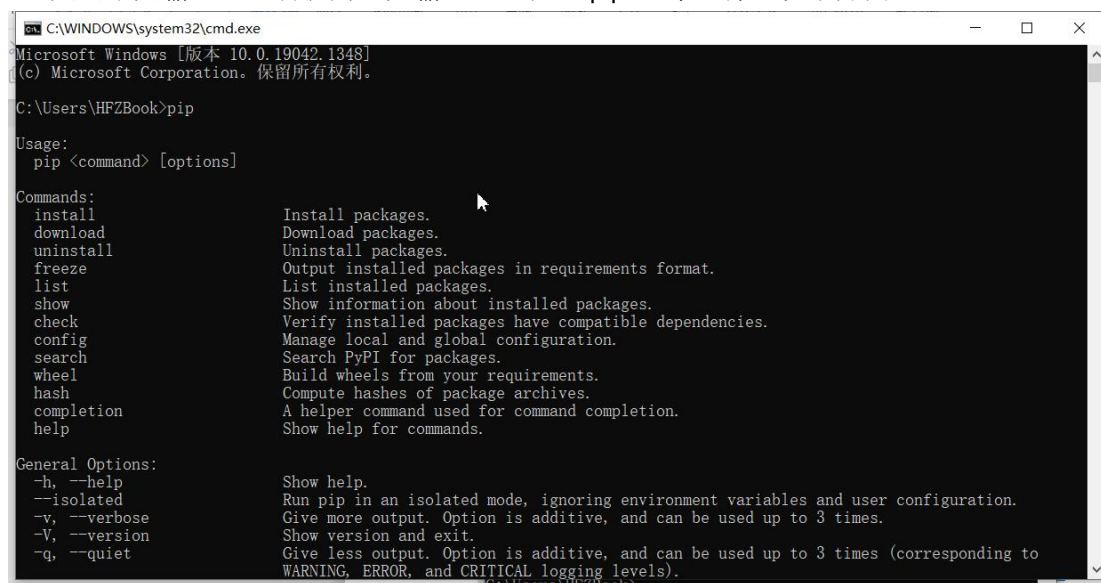 C:\WINDOWS\system32\cmd.exe
Microsoft Windows [版本 10.0.19042.1348]
(c) Microsoft Corporation。保留所有权利。
C:\Users\HFZBook>pip
Usage:
  pip <command> [options]
Commands:
  install                     Install packages.
  download                    Download packages.
  uninstall                   Uninstall packages.
  freeze                      Output installed packages in requirements format.
  list                        List installed packages.
  show                        Show information about installed packages.
  check                       Verify installed packages have compatible dependencies.
  config                      Manage local and global configuration.
  search                      Search PyPI for packages.
  wheel                       Build wheels from your requirements.
  hash                        Compute hashes of package archives.
  completion                  A helper command used for command completion.
  help                        Show help for commands.
General Options:
  -h, --help                  Show help.
  --isolated                  Run pip in an isolated mode, ignoring environment variables and user configuration.
  -v, --verbose               Give more output. Option is additive, and can be used up to 3 times.
  -V, --version               Show version and exit.
  -q, --quiet                 Give less output. Option is additive, and can be used up to 3 times (corresponding to
                              WARNING, ERROR, and CRITICAL logging levels).